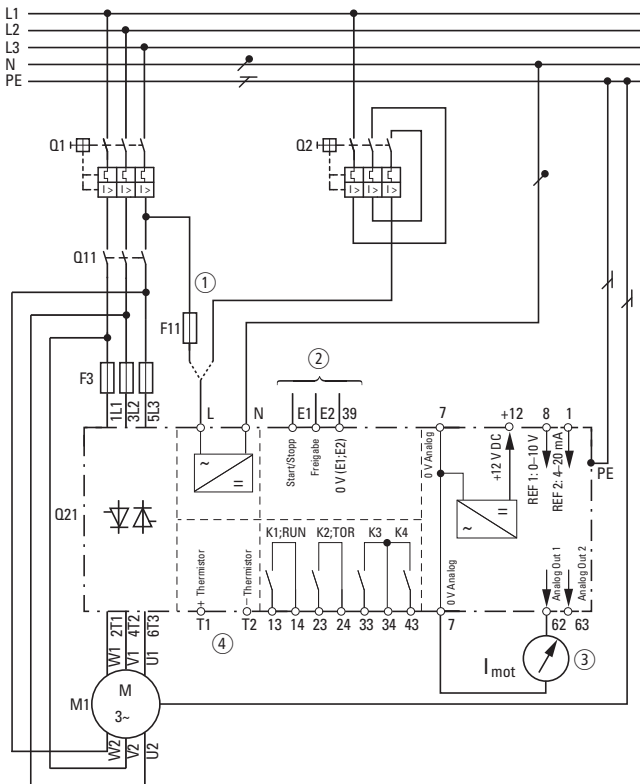 L1
L2
L3
N
PE
Q1
I> I> I>
Q2
I> I> I>
Q11
①
F11
②
F3
1L1
3L2
5L3
L
N
E1
E2
39
7
+12
8
1
Start/Stopp
Freigabe
0 V (E1;E2)
0 V Analog
+12 V DC
REF 1: 0–10 V
REF 2: 4–20 mA
PE
~
=
~
=
Q21
K1;RUN
K2;TOR
K3
K4
+ Thermistor
– Thermistor
0 V Analog
Analog Out 1
Analog Out 2
2T1
4T2
6T3
T1
T2
13
14
23
24
33
34
43
7
62
63
④
W1
V1
U1
I mot
③
M1
M
3~
W2
V2
U2